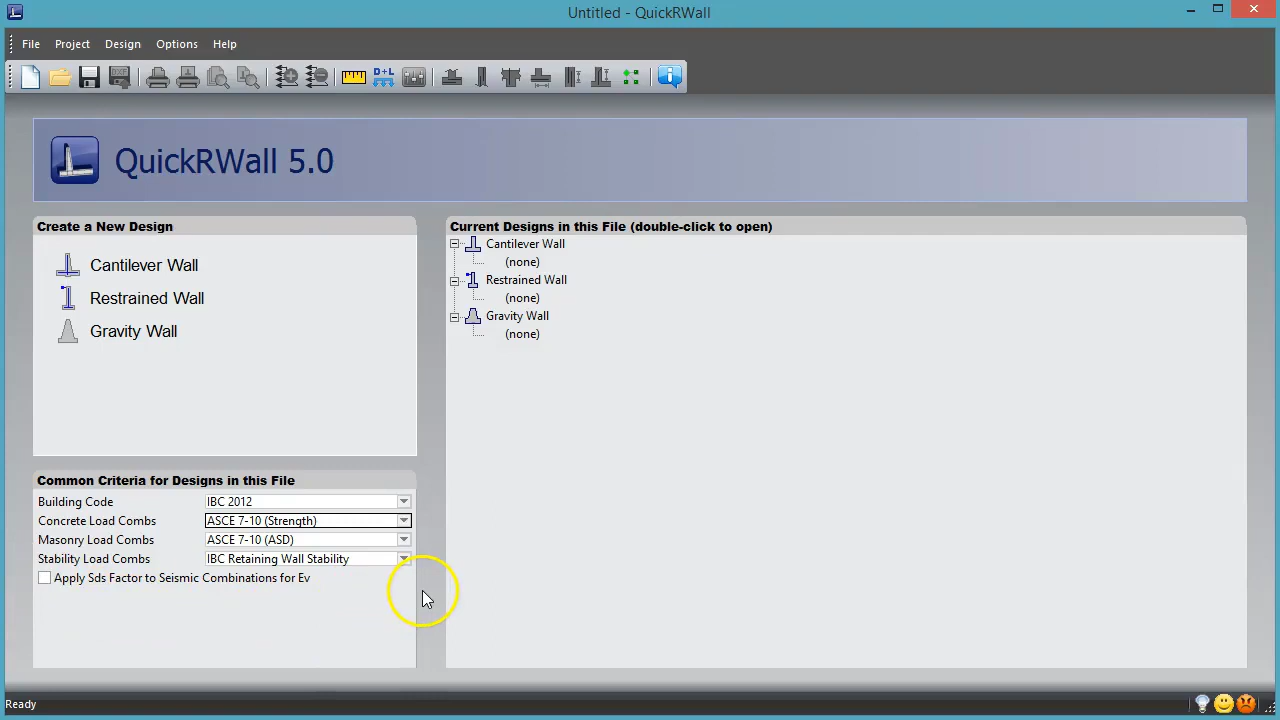 Untitled - QuickRWall
File Project Design Options Help
DXF D+L
QuickRWall 5.0
Create a New Design
Cantilever Wall
Restrained Wall
Gravity Wall
Current Designs in this File (double-click to open)
Cantilever Wall
(none)
Restrained Wall
(none)
Gravity Wall
(none)
Common Criteria for Designs in this File
Building Code IBC 2012
Concrete Load Combs ASCE 7-10 (Strength)
Masonry Load Combs ASCE 7-10 (ASD)
Stability Load Combs IBC Retaining Wall Stability
Apply Sds Factor to Seismic Combinations for Ev
Ready